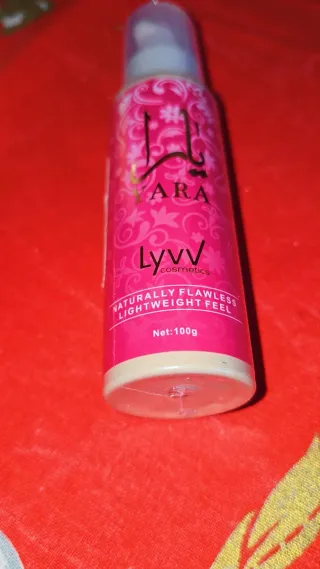 يارا
YARA
Lyvv
cosmetics
NATURALLY FLAWLESS
LIGHTWEIGHT FEEL
Net:100g